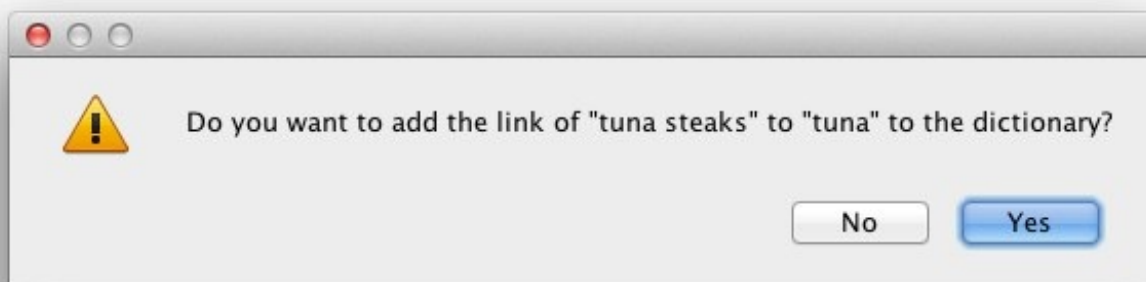 Do you want to add the link of "tuna steaks" to "tuna" to the dictionary?
No Yes